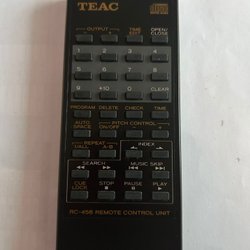 TEAC
OUTPUT TIME EDIT OPEN/CLOSE
1 2 3 4
5 6 7 8
9 +10 0 CLEAR
PROGRAM DELETE CHECK TIME
AUTO SPACE PITCH CONTROL ON/OFF - +
REPEAT INDEX
A-B
SEARCH MUSIC SKIP
CUE LOCK STOP PAUSE PLAY
RC-456 REMOTE CONTROL UNIT